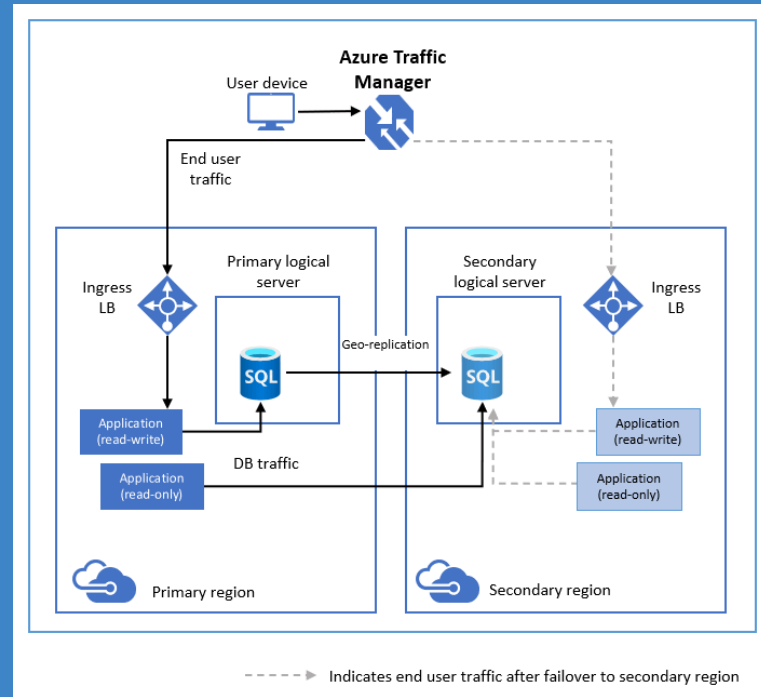 Azure Traffic
Manager
User device
End user
traffic
Primary logical
server
Secondary
logical server
Ingress
LB
Ingress
LB
Geo-replication
SQL
SQL
Application
(read-write)
Application
(read-write)
DB traffic
Application
(read-only)
Application
(read-only)
Primary region
Secondary region
Indicates end user traffic after failover to secondary region